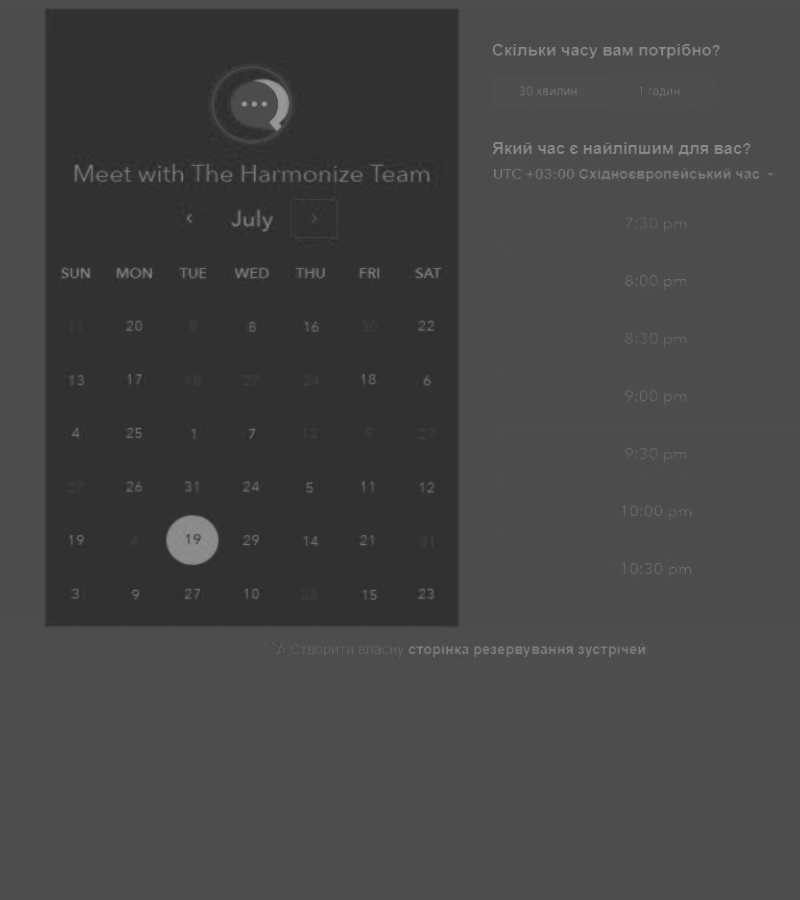 Meet with The Harmonize Team
July
SUN MON TUE WED THU FRI SAT
11 20 8 8 16 30 22
13 17 18 27 24 18 6
4 25 1 7 12 9 29
23 26 31 24 5 11 12
19 4 19 29 14 21 31
3 9 27 10 25 15 23
Скільки часу вам потрібно?
30 хвилин 1 годин
Який час є найліпшим для вас?
UTC +03:00 Східноєвропейський час
7:30 pm
8:00 pm
8:30 pm
9:00 pm
9:30 pm
10:00 pm
10:30 pm
Створити власну сторінка резервування зустрічей